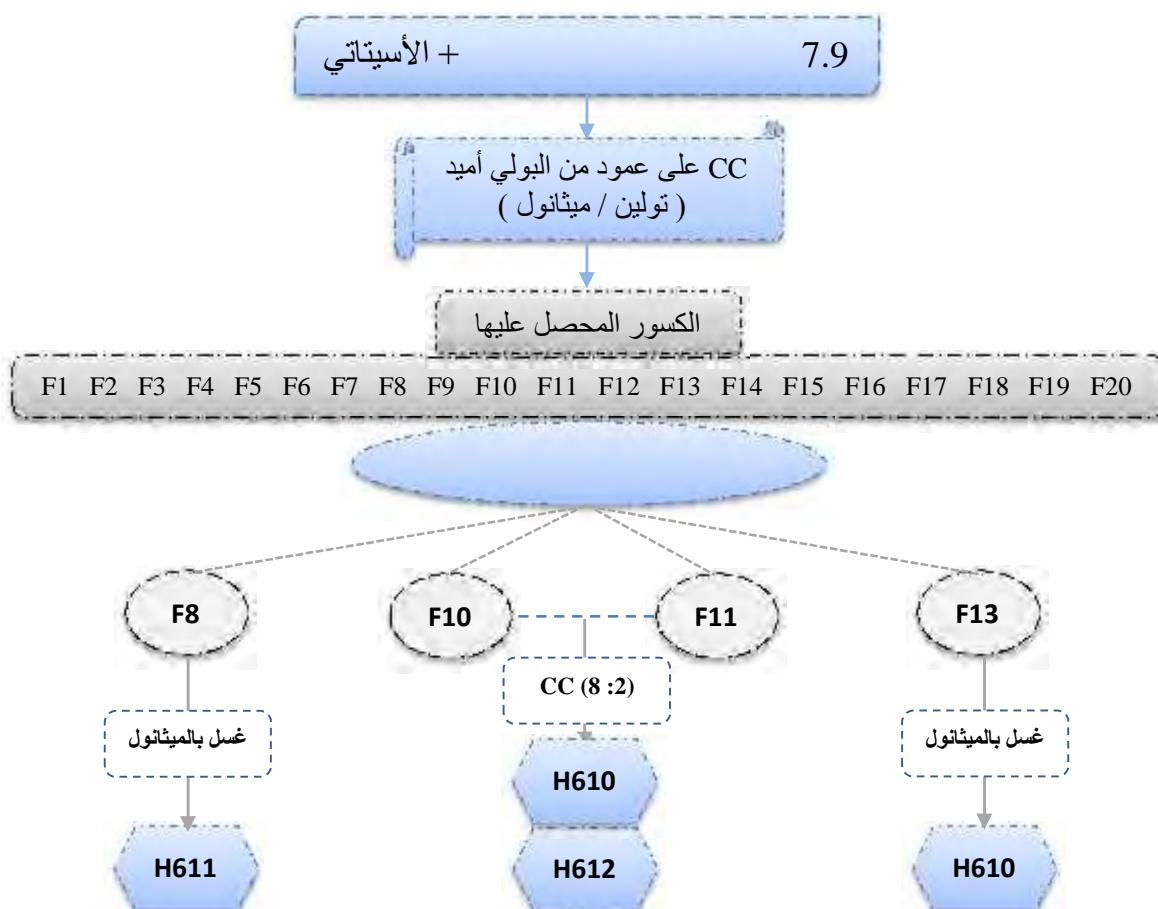 7.9 + الأسيتاتي
CC على عمود من البولي أميد
( تولين / ميثانول )
الكسور المحصل عليها
F1 F2 F3 F4 F5 F6 F7 F8 F9 F10 F11 F12 F13 F14 F15 F16 F17 F18 F19 F20
F8 F10 F11 F13
CC (8 :2)
غسل بالميثانول غسل بالميثانول
H610
H611 H612 H610